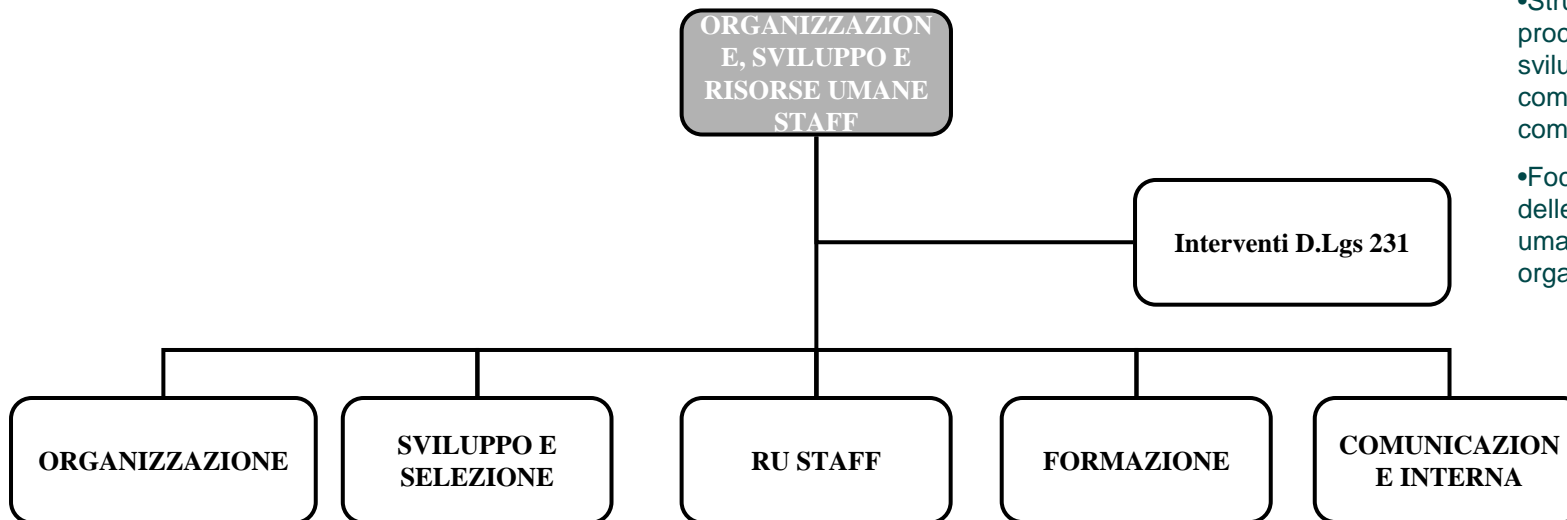 ORGANIZZAZION
E, SVILUPPO E
RISORSE UMANE
STAFF
Interventi D.Lgs 231
ORGANIZZAZIONE
SVILUPPO E
SELEZIONE
RU STAFF
FORMAZIONE
COMUNICAZION
E INTERNA